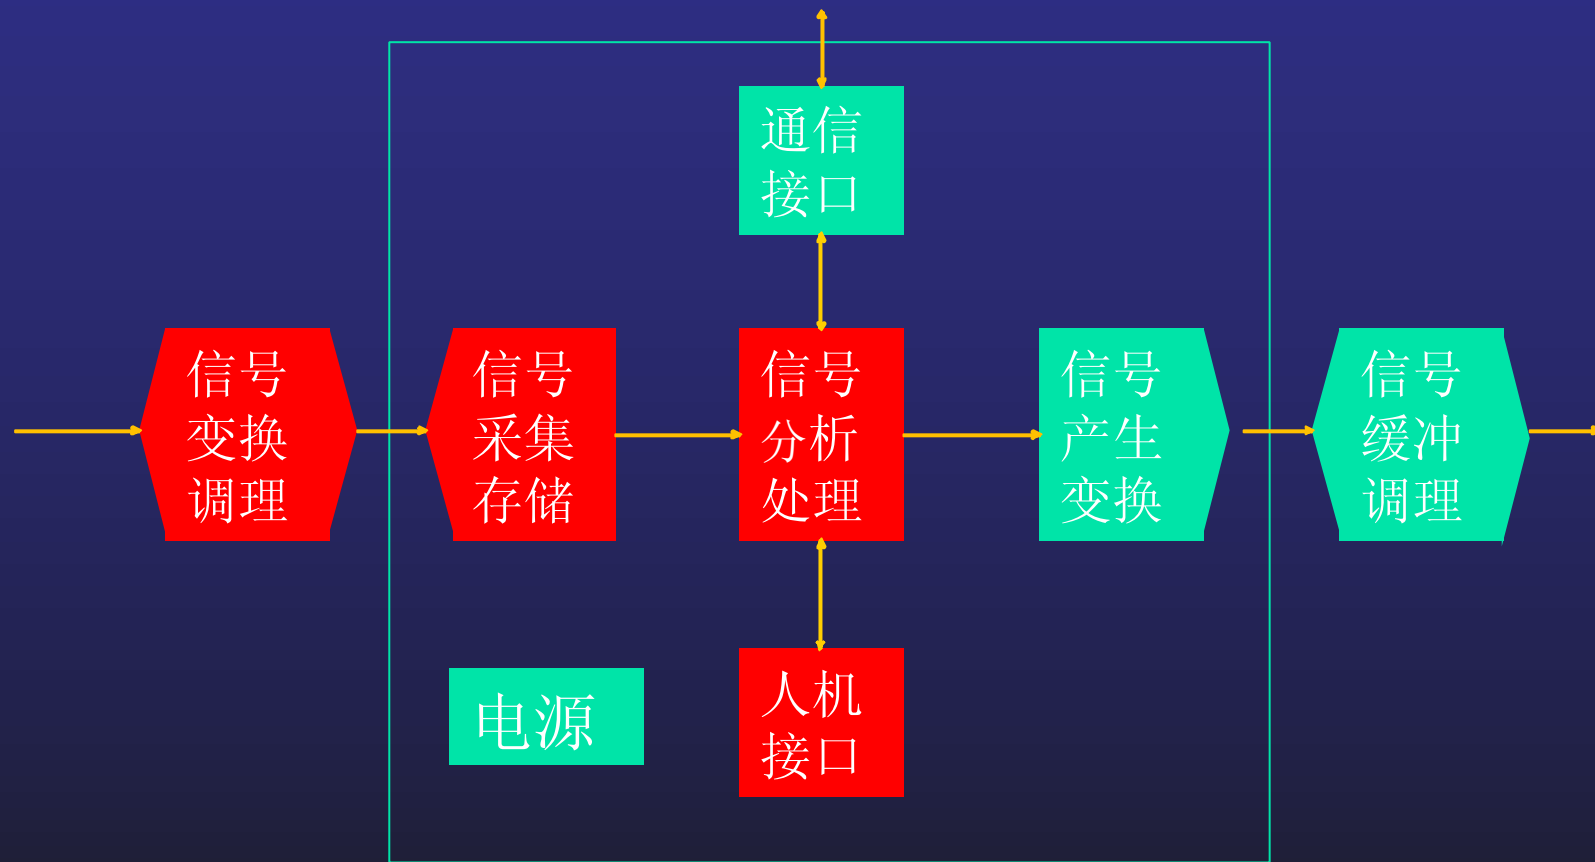 通信
接口
信号
变换
调理
信号
采集
存储
信号
分析
处理
信号
产生
变换
信号
缓冲
调理
电源
人机
接口